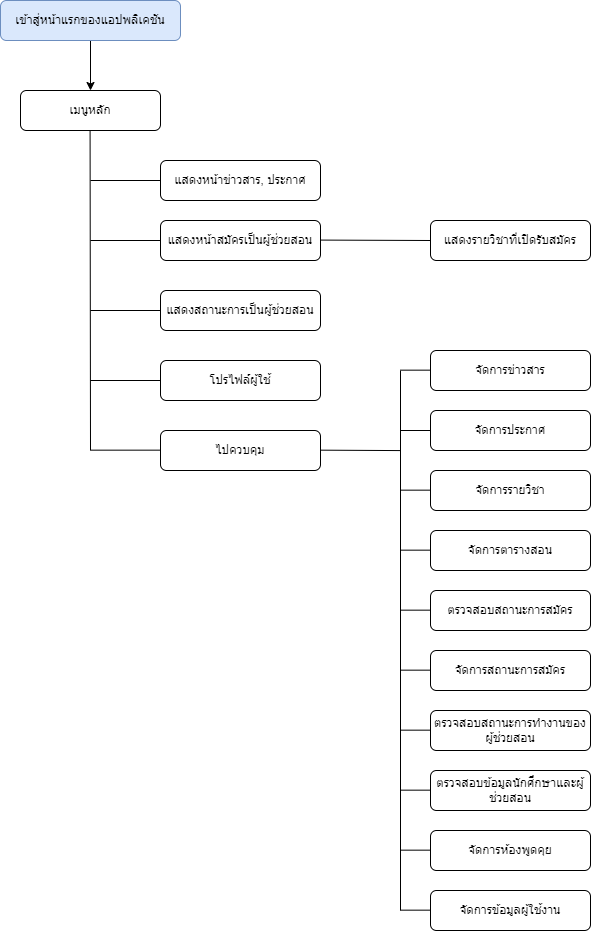 เข้าสู่หน้าแรกของแอปพลิเคชัน
เมนูหลัก
แสดงหน้าข่าวสาร, ประกาศ
แสดงหน้าสมัครเป็นผู้ช่วยสอน
แสดงรายวิชาที่เปิดรับสมัคร
แสดงสถานะการเป็นผู้ช่วยสอน
โปรไฟล์ผู้ใช้
ไปควบคุม
จัดการข่าวสาร
จัดการประกาศ
จัดการรายวิชา
จัดการตารางสอน
ตรวจสอบสถานะการสมัคร
จัดการสถานะการสมัคร
ตรวจสอบสถานะการทำงานของ
ผู้ช่วยสอน
ตรวจสอบข้อมูลนักศึกษาและผู้
ช่วยสอน
จัดการห้องพูดคุย
จัดการข้อมูลผู้ใช้งาน